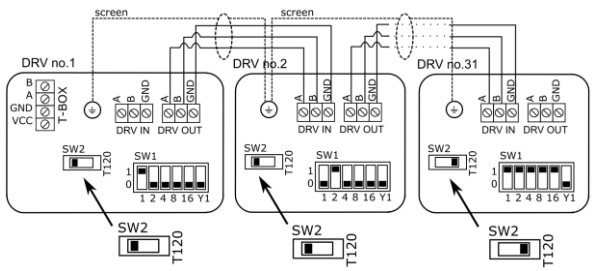 screen
screen
DRV no.1
DRV no.2
DRV no.31
B
A
GND
VCC
T-BOX
A B GND
DRV IN
A B GND
DRV OUT
A B GND
DRV IN
A B GND
DRV OUT
A B GND
DRV IN
A B GND
DRV OUT
SW2
T120
SW1
1
0
1 2 4 8 16 Y1
SW2
T120
SW1
1
0
1 2 4 8 16 Y1
SW2
T120
SW1
1
0
1 2 4 8 16 Y1
SW2
T120
SW2
T120
SW2
T120